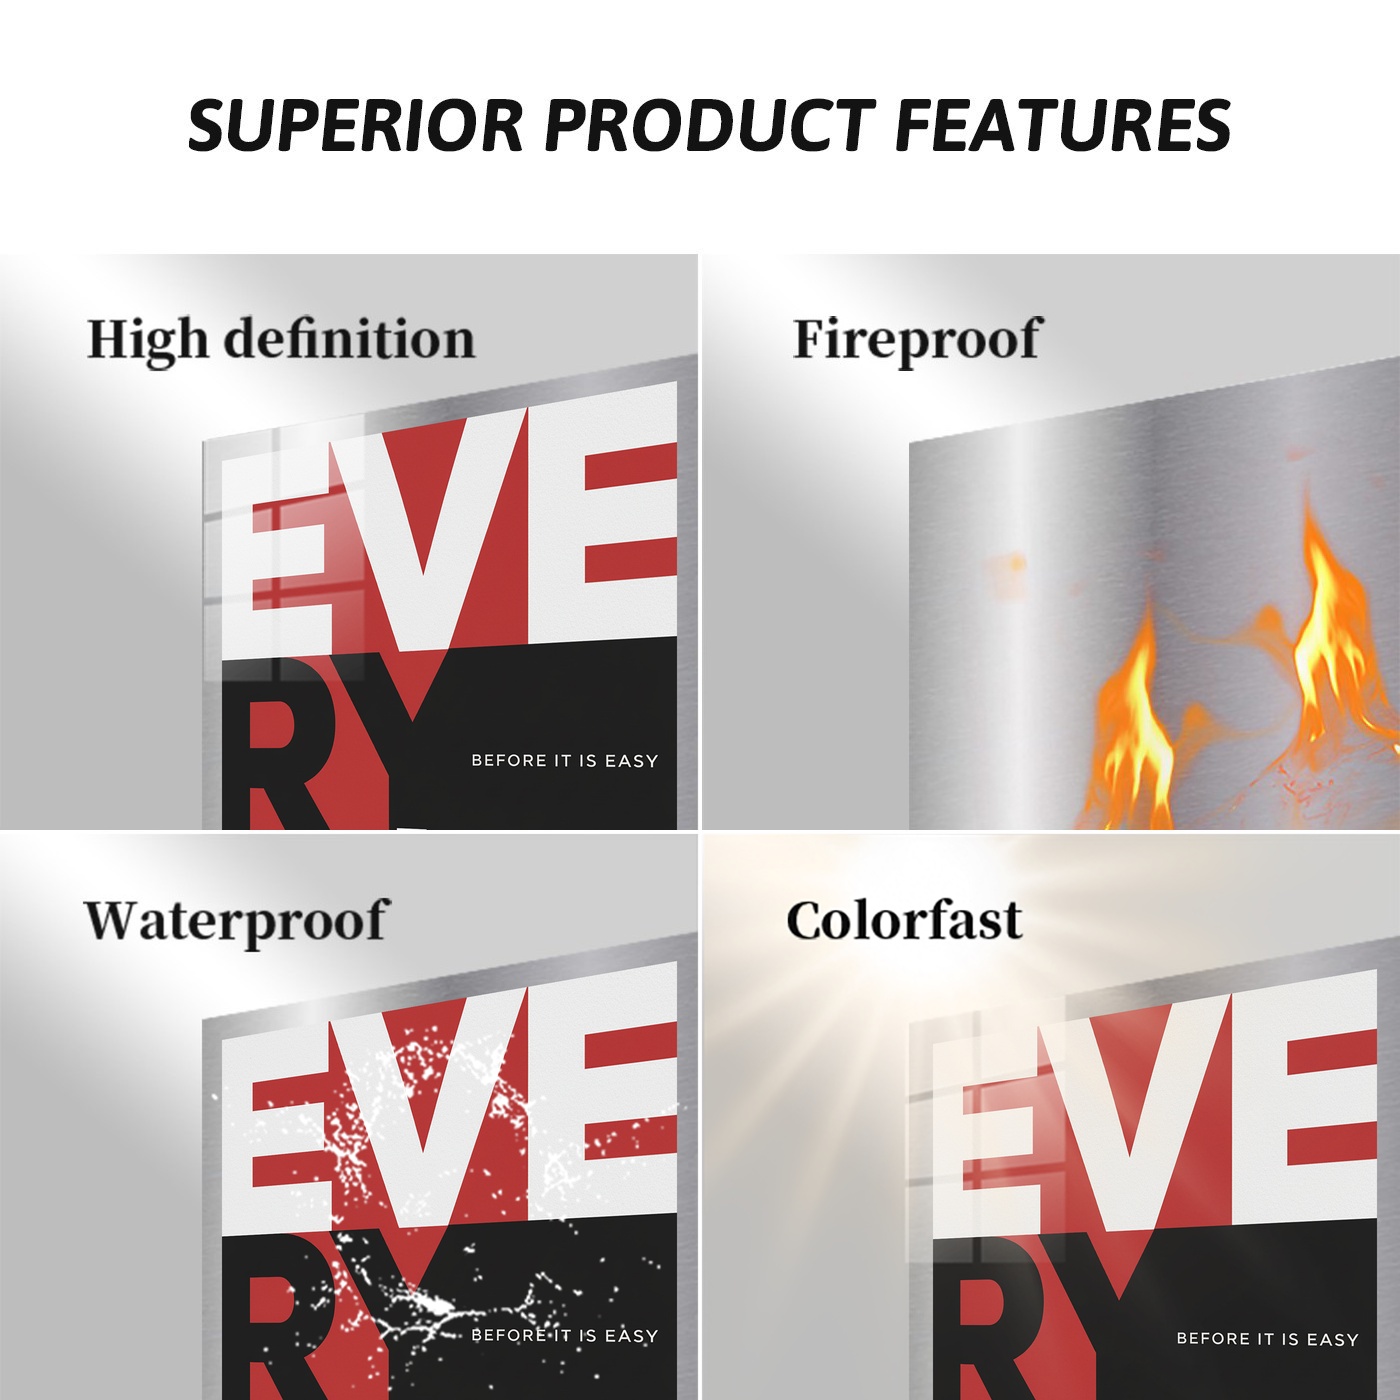 SUPERIOR PRODUCT FEATURES
High definition
Fireproof
EVE
RY
BEFORE IT IS EASY
Waterproof
Colorfast
EVE
RY
BEFORE IT IS EASY
EVE
RY
BEFORE IT IS EASY